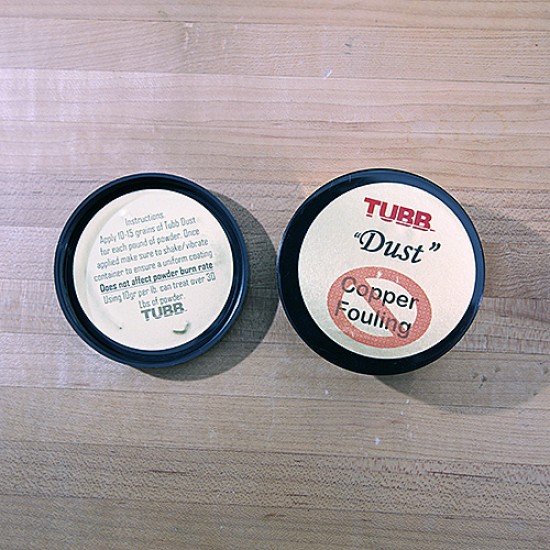 Instructions
Apply 10-15 grains of Tubb Dust
for each pound of powder. Once
applied make sure to shake/vibrate
container to ensure a uniform coating
Does not affect powder burn rate
Using 10gr per lb. can treat over 30
Lbs of powder.
TUBB
TUBB
"Dust"
Copper
Fouling